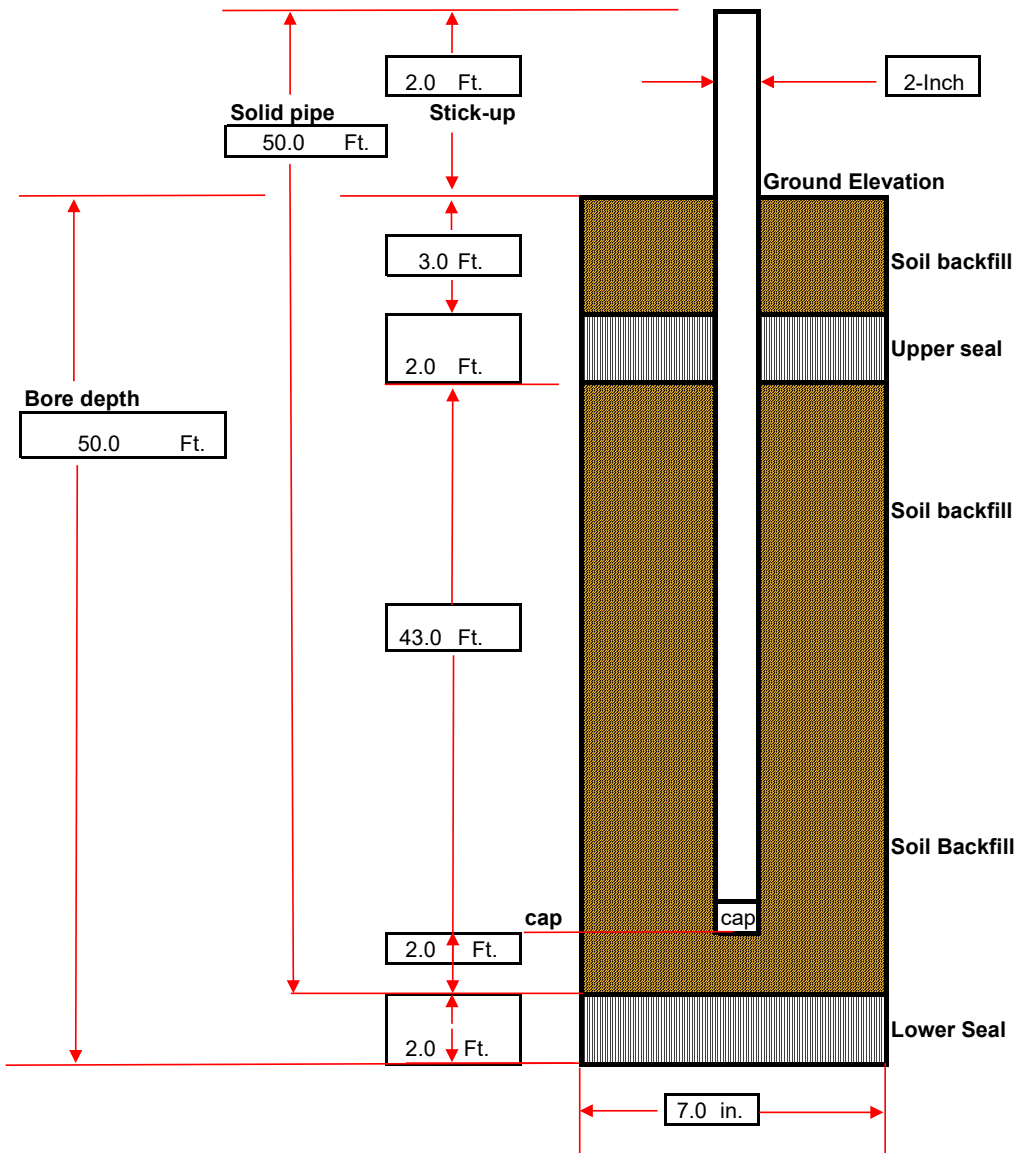 2.0 Ft.
2-Inch
Solid pipe
Stick-up
50.0 Ft.
Ground Elevation
3.0 Ft.
Soil backfill
2.0 Ft.
Upper seal
Bore depth
50.0 Ft.
Soil backfill
43.0 Ft.
Soil Backfill
cap
cap
2.0 Ft.
2.0 Ft.
Lower Seal
7.0 in.